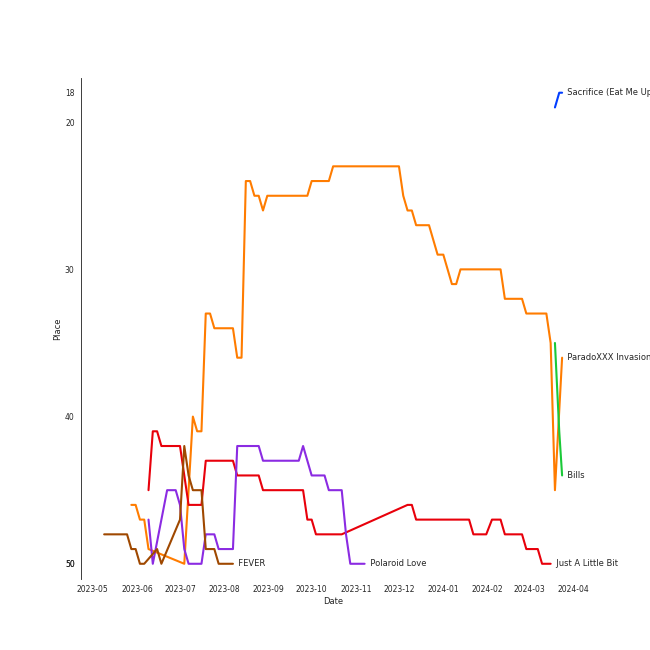 18
Sacrifice (Eat Me Up
20
30
Place
ParadoXXX Invasion
40
Bills
50
FEVER
Polaroid Love
Just A Little Bit
2023-05
2023-06
2023-07
2023-08
2023-09
2023-10
2023-11
2023-12
2024-01
2024-02
2024-03
2024-04
Date